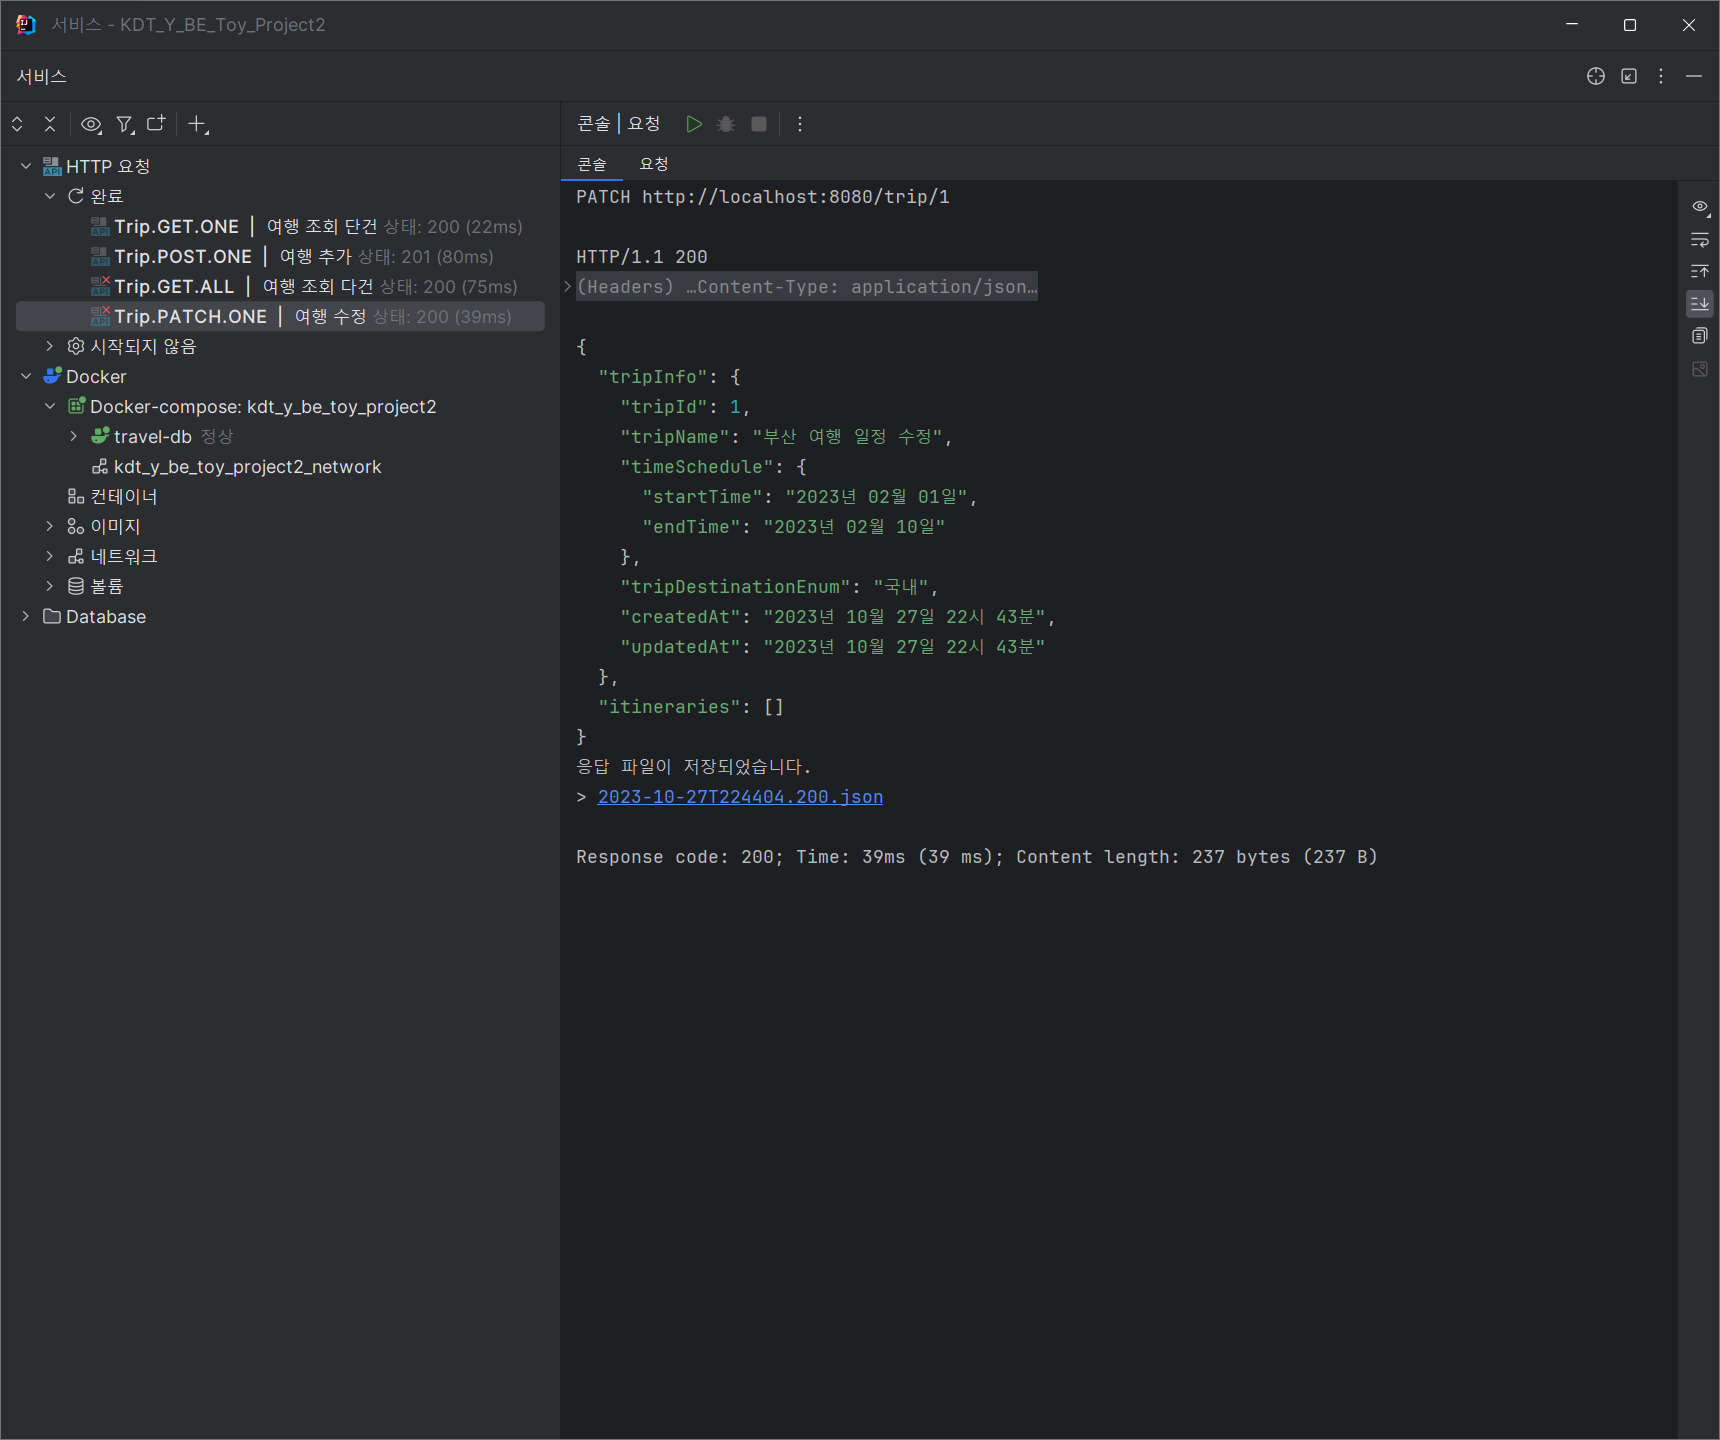 서비스 - KDT_Y_BE_Toy_Project2
서비스
콘솔 | 요청
콘솔 요청
HTTP 요청
완료
Trip.GET.ONE | 여행 조회 단건 상태: 200 (22ms)
Trip.POST.ONE | 여행 추가 상태: 201 (80ms)
Trip.GET.ALL | 여행 조회 다건 상태: 200 (75ms)
Trip.PATCH.ONE | 여행 수정 상태: 200 (39ms)
시작되지 않음
Docker
Docker-compose: kdt_y_be_toy_project2
travel-db 정상
kdt_y_be_toy_project2_network
컨테이너
이미지
네트워크
볼륨
Database
PATCH http://localhost:8080/trip/1
HTTP/1.1 200
(Headers) …Content-Type: application/json…
{
"tripInfo": {
"tripId": 1,
"tripName": "부산 여행 일정 수정",
"timeSchedule": {
"startTime": "2023년 02월 01일",
"endTime": "2023년 02월 10일"
},
"tripDestinationEnum": "국내",
"createdAt": "2023년 10월 27일 22시 43분",
"updatedAt": "2023년 10월 27일 22시 43분"
},
"itineraries": []
}
응답 파일이 저장되었습니다.
> 2023-10-27T224404.200.json
Response code: 200; Time: 39ms (39 ms); Content length: 237 bytes (237 B)